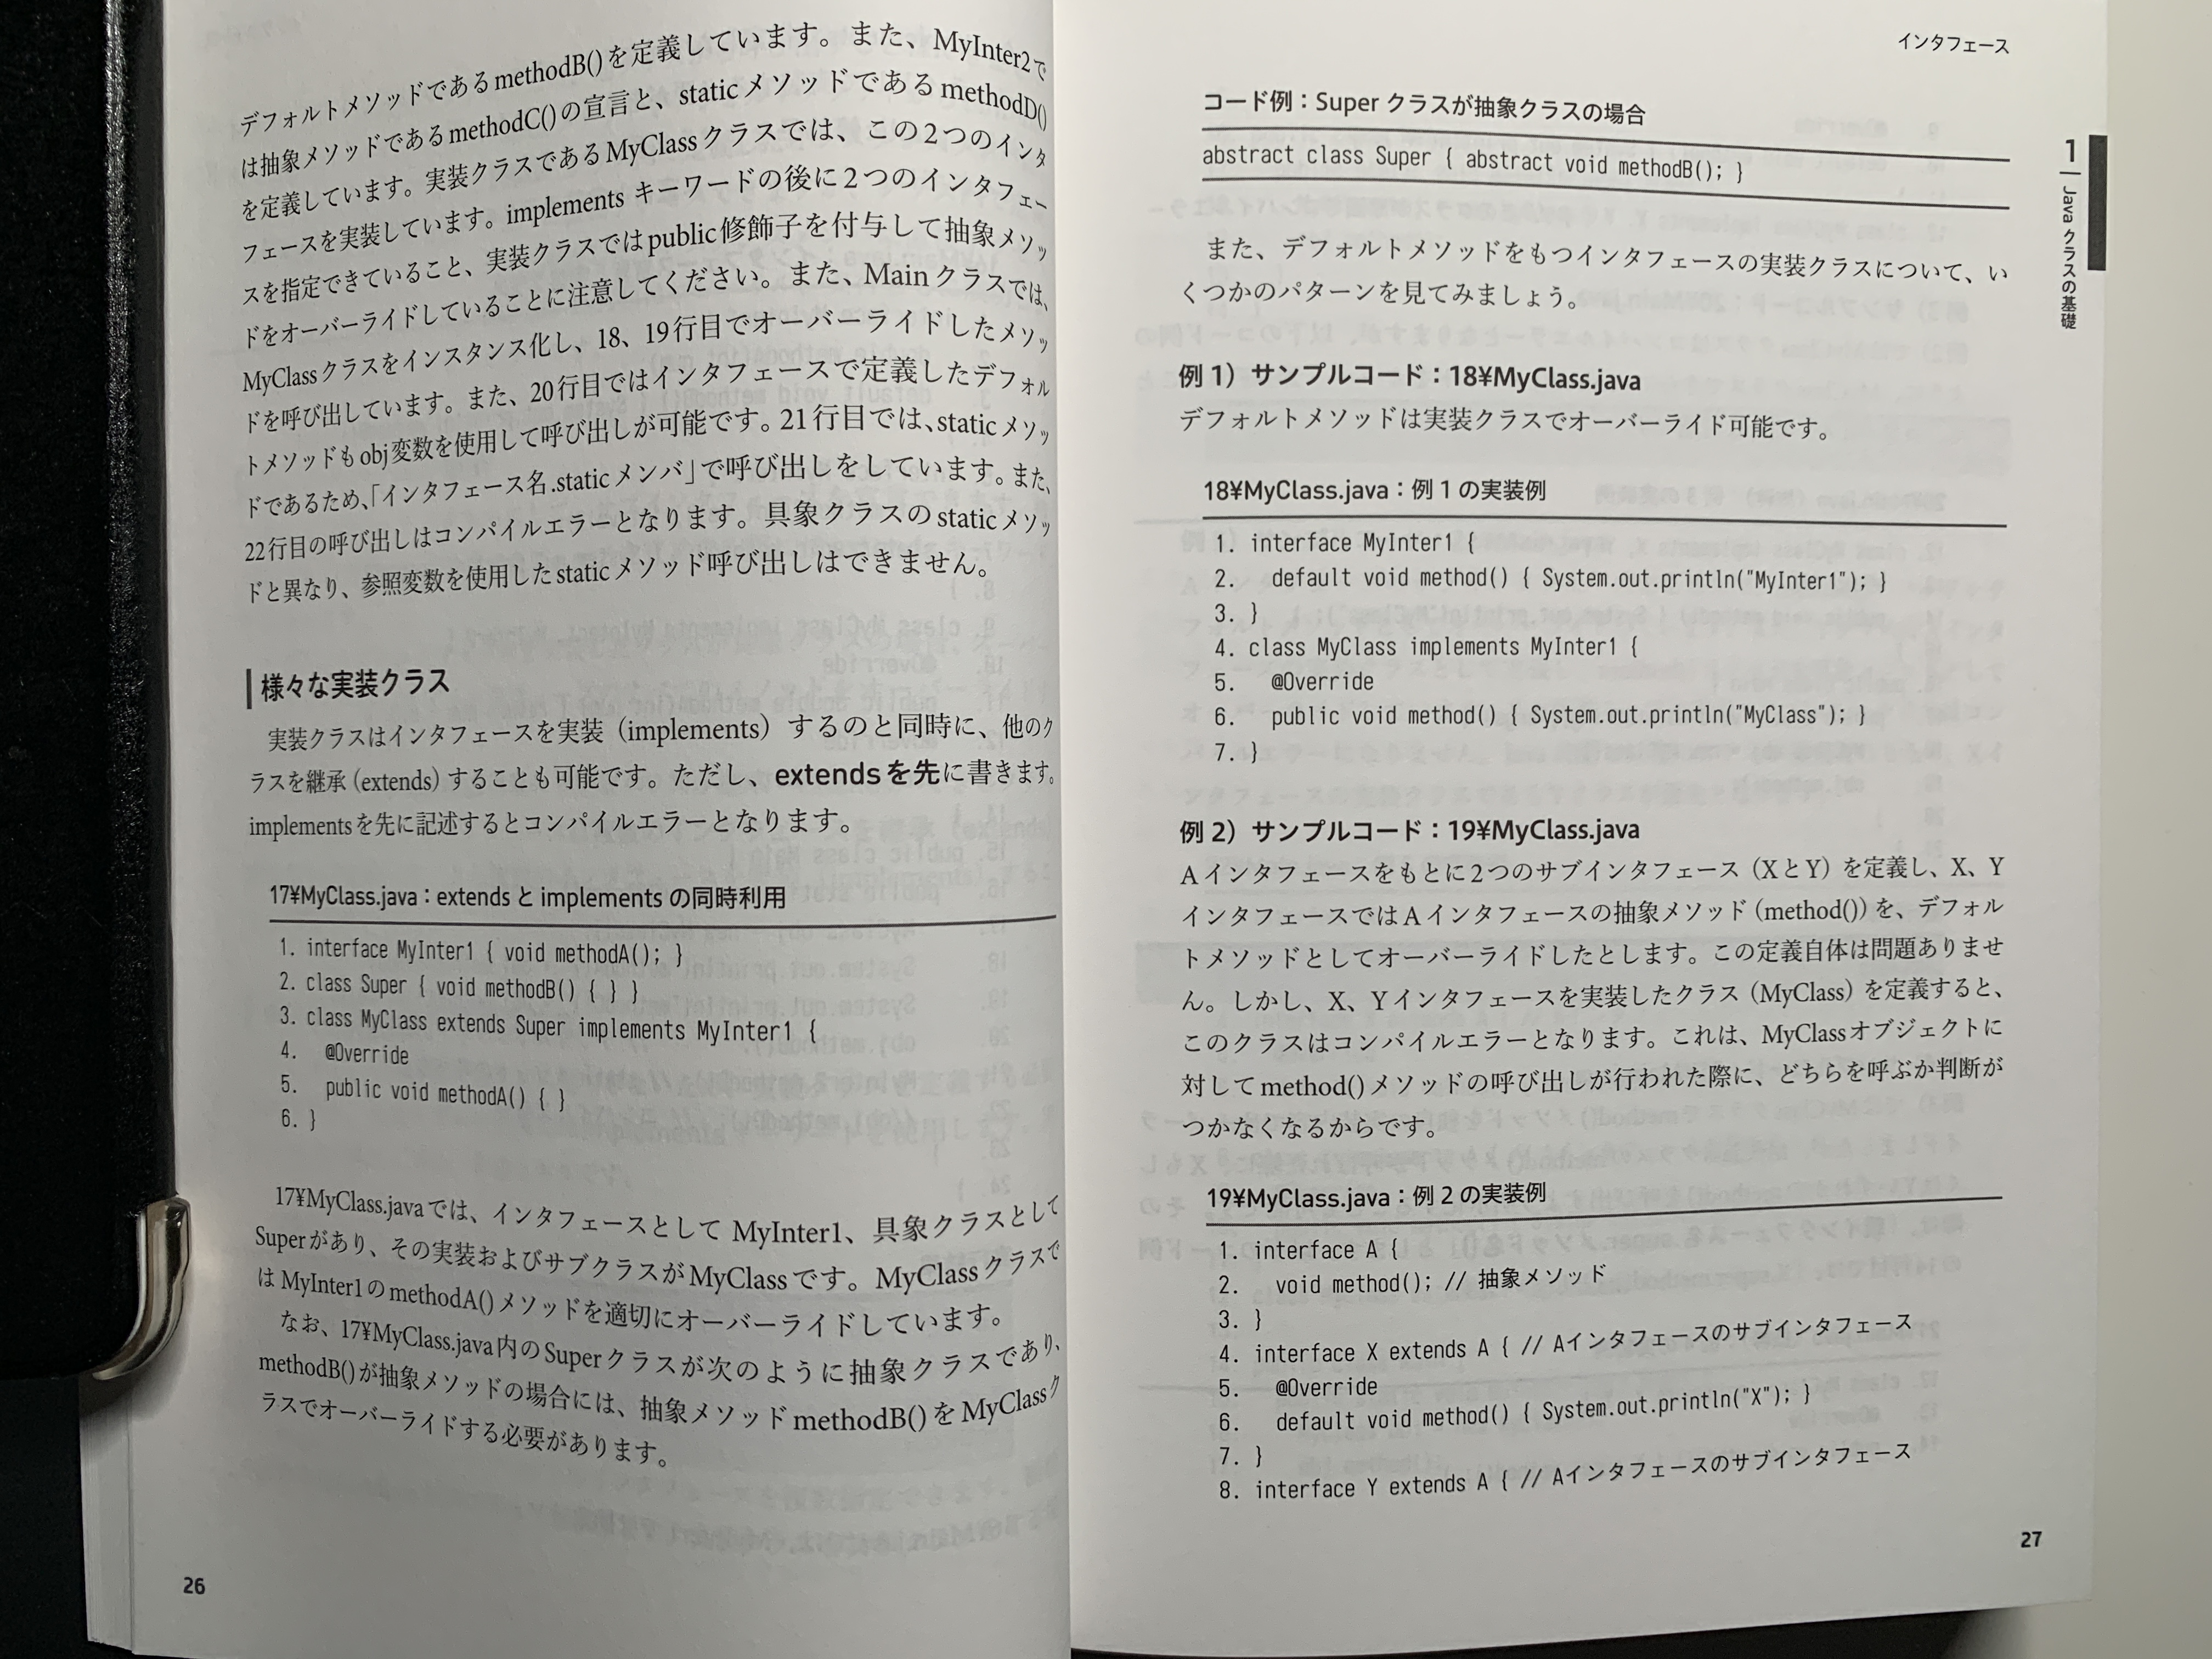 デフォルトメソッドであるmethodB()を定義しています。また、MyInter2で
は抽象メソッドであるmethodC()の宣言と、staticメソッドであるmethodD()
を定義しています。実装クラスであるMyClassクラスでは、この2つのインタ
フェースを実装しています。implements キーワードの後に2つのインタフェー
スを指定できていること、実装クラスではpublic修飾子を付与して抽象メソッ
ドをオーバーライドしていることに注意してください。また、Mainクラスでは、
MyClassクラスをインスタンス化し、18、19行目でオーバーライドしたメソッ
ドを呼び出しています。また、20行目ではインタフェースで定義したデフォル
トメソッドもobj変数を使用して呼び出しが可能です。21行目では、staticメソッ
ドであるため、「インタフェース名.staticメンバ」で呼び出しをしています。また、
22行目の呼び出しはコンパイルエラーとなります。具象クラスのstaticメソッ
ドと異なり、参照変数を使用したstaticメソッド呼び出しはできません。
様々な実装クラス
実装クラスはインタフェースを実装（implements）するのと同時に、他のク
ラスを継承（extends）することも可能です。ただし、extendsを先に書きます。
implementsを先に記述するとコンパイルエラーとなります。
17¥MyClass.java：extends と implements の同時利用
1. interface MyInter1 { void methodA(); }
2. class Super { void methodB() { } }
3. class MyClass extends Super implements MyInter1 {
4.   @Override
5.   public void methodA() { }
6. }
17¥MyClass.javaでは、インタフェースとして MyInter1、具象クラスとして
Superがあり、その実装およびサブクラスがMyClassです。MyClassクラスで
は MyInter1のmethodA()メソッドを適切にオーバーライドしています。
なお、17¥MyClass.java内のSuperクラスが次のように抽象クラスであり、
methodB()が抽象メソッドの場合には、抽象メソッドmethodB()をMyClassク
ラスでオーバーライドする必要があります。
26
インタフェース
1 | Java クラスの基礎
コード例：Super クラスが抽象クラスの場合
abstract class Super { abstract void methodB(); }
また、デフォルトメソッドをもつインタフェースの実装クラスについて、い
くつかのパターンを見てみましょう。
例 1）サンプルコード：18¥MyClass.java
デフォルトメソッドは実装クラスでオーバーライド可能です。
18¥MyClass.java：例 1 の実装例
1. interface MyInter1 {
2.   default void method() { System.out.println("MyInter1"); }
3. }
4. class MyClass implements MyInter1 {
5.   @Override
6.   public void method() { System.out.println("MyClass"); }
7. }
例 2）サンプルコード：19¥MyClass.java
Aインタフェースをもとに2つのサブインタフェース（XとY）を定義し、X、Y
インタフェースではAインタフェースの抽象メソッド（method()）を、デフォル
トメソッドとしてオーバーライドしたとします。この定義自体は問題ありませ
ん。しかし、X、Yインタフェースを実装したクラス（MyClass）を定義すると、
このクラスはコンパイルエラーとなります。これは、MyClassオブジェクトに
対してmethod()メソッドの呼び出しが行われた際に、どちらを呼ぶか判断が
つかなくなるからです。
19¥MyClass.java：例 2 の実装例
1. interface A {
2.   void method(); // 抽象メソッド
3. }
4. interface X extends A { // Aインタフェースのサブインタフェース
5.   @Override
6.   default void method() { System.out.println("X"); }
7. }
8. interface Y extends A { // Aインタフェースのサブインタフェース
27